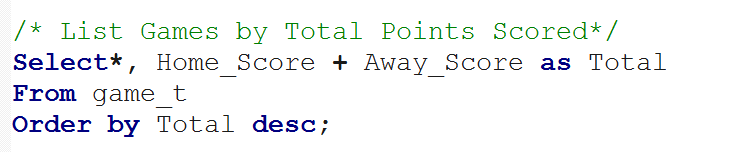 /* List Games by Total Points Scored*/
Select*, Home_Score + Away_Score as Total
From game_t
Order by Total desc;